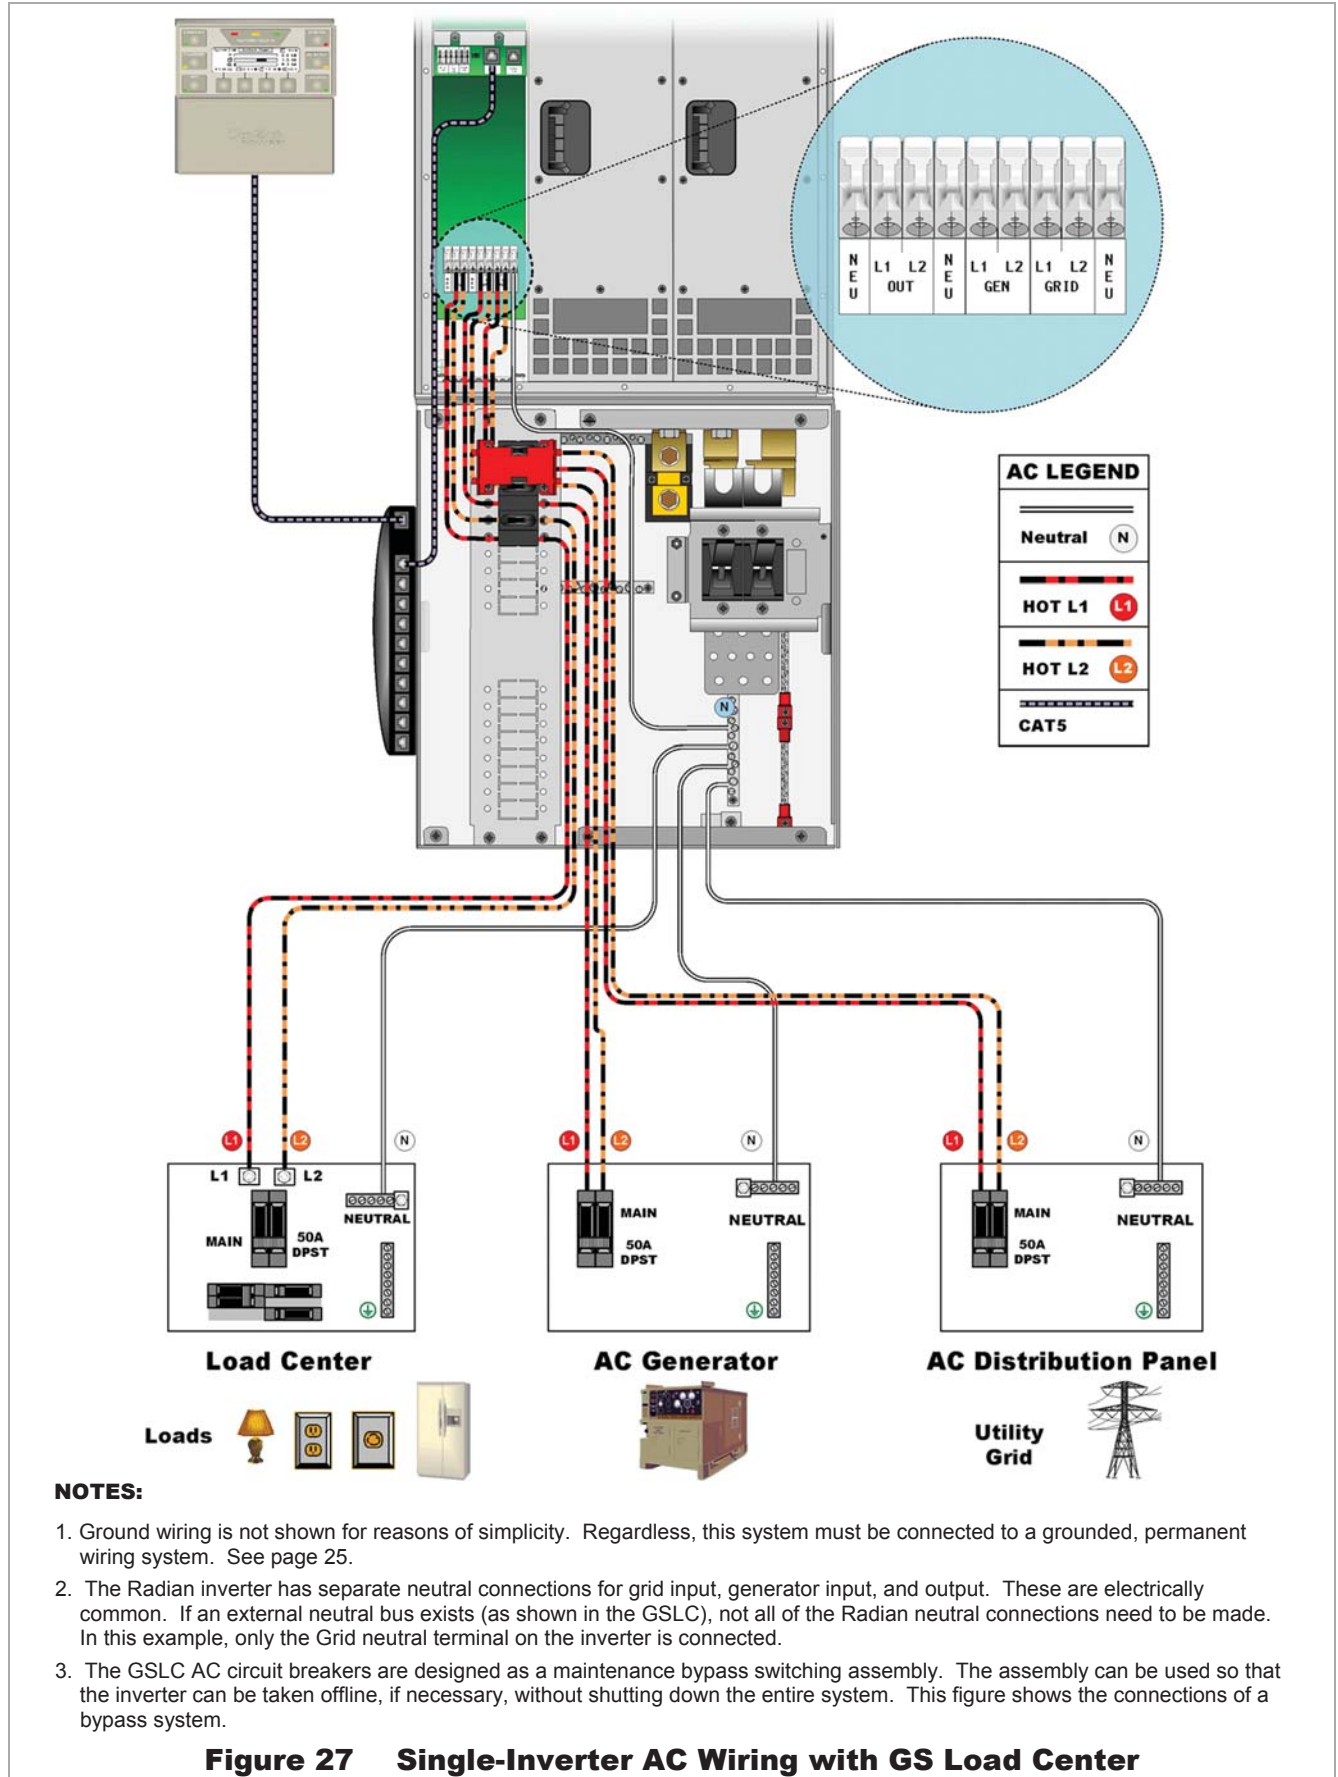 N
E
U
L1 L2
OUT
N
E
U
L1 L2
GEN
L1 L2
GRID
N
E
U
AC LEGEND
Neutral N
HOT L1 L1
HOT L2 L2
CAT5
N
L1 L2 N
L1 L2 N
L1 L2 N
L1 L2
NEUTRAL
MAIN 50A
DPST
MAIN
50A
DPST
NEUTRAL
MAIN
50A
DPST
NEUTRAL
Load Center
AC Generator
AC Distribution Panel
Loads
Utility
Grid
NOTES:
1. Ground wiring is not shown for reasons of simplicity. Regardless, this system must be connected to a grounded, permanent
wiring system. See page 25.
2. The Radian inverter has separate neutral connections for grid input, generator input, and output. These are electrically
common. If an external neutral bus exists (as shown in the GSLC), not all of the Radian neutral connections need to be made.
In this example, only the Grid neutral terminal on the inverter is connected.
3. The GSLC AC circuit breakers are designed as a maintenance bypass switching assembly. The assembly can be used so that
the inverter can be taken offline, if necessary, without shutting down the entire system. This figure shows the connections of a
bypass system.
Figure 27 Single-Inverter AC Wiring with GS Load Center